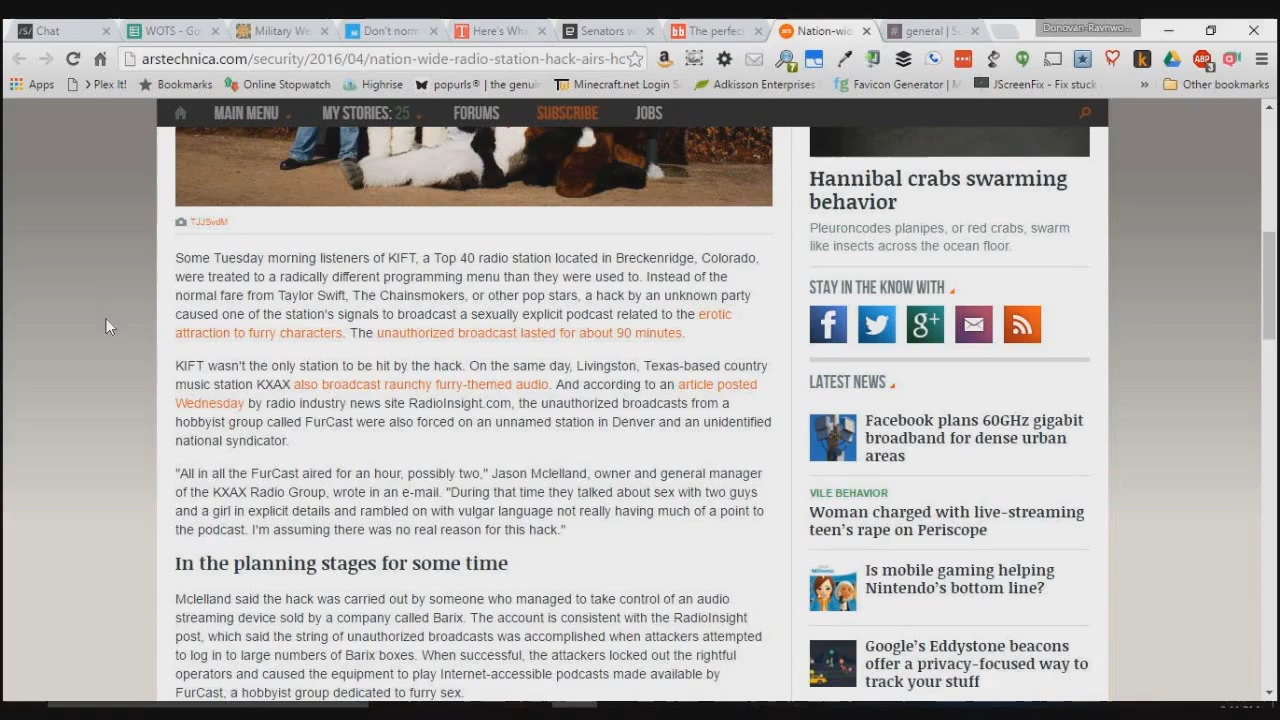 Chat
WOTS - Go
Military We
Don't norm
Here's Wha
Senators w
The perfec
Nation-wid
general | S
Donovan-Ravnwo...
arstechnica.com/security/2016/04/nation-wide-radio-station-hack-airs-hc
Apps
> Plex It!
Bookmarks
Online Stopwatch
Highrise
popurls® | the genui
Minecraft.net Login S
Adkisson Enterprises
Favicon Generator |
JScreenFix - Fix stuck
»
Other bookmarks
MAIN MENU
MY STORIES: 25
FORUMS
SUBSCRIBE
JOBS
TJJSvdM
Some Tuesday morning listeners of KIFT, a Top 40 radio station located in Breckenridge, Colorado,
were treated to a radically different programming menu than they were used to. Instead of the
normal fare from Taylor Swift, The Chainsmokers, or other pop stars, a hack by an unknown party
caused one of the station's signals to broadcast a sexually explicit podcast related to the erotic
attraction to furry characters. The unauthorized broadcast lasted for about 90 minutes.
KIFT wasn't the only station to be hit by the hack. On the same day, Livingston, Texas-based country
music station KXAX also broadcast raunchy furry-themed audio. And according to an article posted
Wednesday by radio industry news site RadioInsight.com, the unauthorized broadcasts from a
hobbyist group called FurCast were also forced on an unnamed station in Denver and an unidentified
national syndicator.
"All in all the FurCast aired for an hour, possibly two," Jason Mclelland, owner and general manager
of the KXAX Radio Group, wrote in an e-mail. "During that time they talked about sex with two guys
and a girl in explicit details and rambled on with vulgar language not really having much of a point to
the podcast. I'm assuming there was no real reason for this hack."
In the planning stages for some time
Mclelland said the hack was carried out by someone who managed to take control of an audio
streaming device sold by a company called Barix. The account is consistent with the RadioInsight
post, which said the string of unauthorized broadcasts was accomplished when attackers attempted
to log in to large numbers of Barix boxes. When successful, the attackers locked out the rightful
operators and caused the equipment to play Internet-accessible podcasts made available by
FurCast, a hobbyist group dedicated to furry sex.
Hannibal crabs swarming
behavior
Pleuroncodes planipes, or red crabs, swarm
like insects across the ocean floor.
STAY IN THE KNOW WITH
LATEST NEWS
Facebook plans 60GHz gigabit
broadband for dense urban
areas
VILE BEHAVIOR
Woman charged with live-streaming
teen's rape on Periscope
Is mobile gaming helping
Nintendo's bottom line?
Google's Eddystone beacons
offer a privacy-focused way to
track your stuff